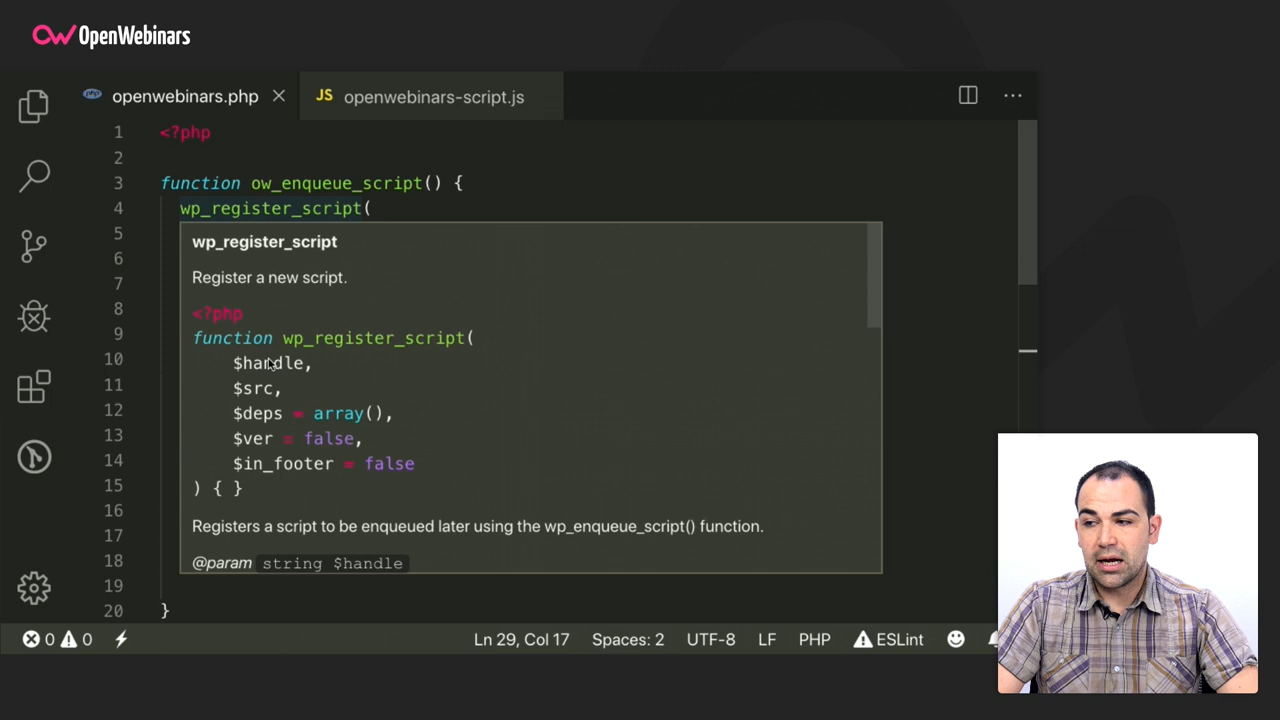 OpenWebinars
openwebinars.php
JS openwebinars-script.js
1 <?php
2
3 function ow_enqueue_script() {
4 wp_register_script(
5
6
7
8
9
10
11
12
13
14
15
16
17
18
19
20 }
wp_register_script
Register a new script.
<?php
function wp_register_script(
$handle,
$src,
$deps = array(),
$ver = false,
$in_footer = false
) { }
Registers a script to be enqueued later using the wp_enqueue_script() function.
@param string $handle
0 0 Ln 29, Col 17 Spaces: 2 UTF-8 LF PHP ESLint